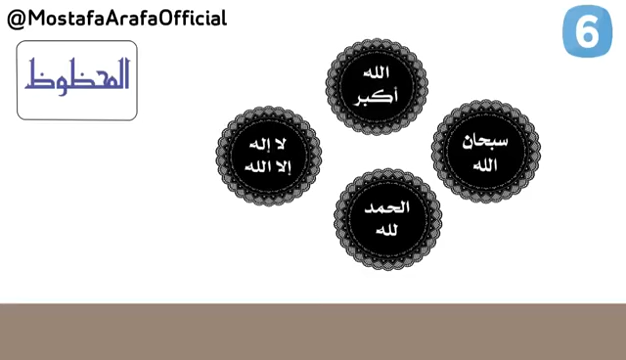 @MostafaArafaOfficial
6
المحظوظ
الله
أكبر
سبحان
الله
لا إله
إلا الله
الحمد
لله